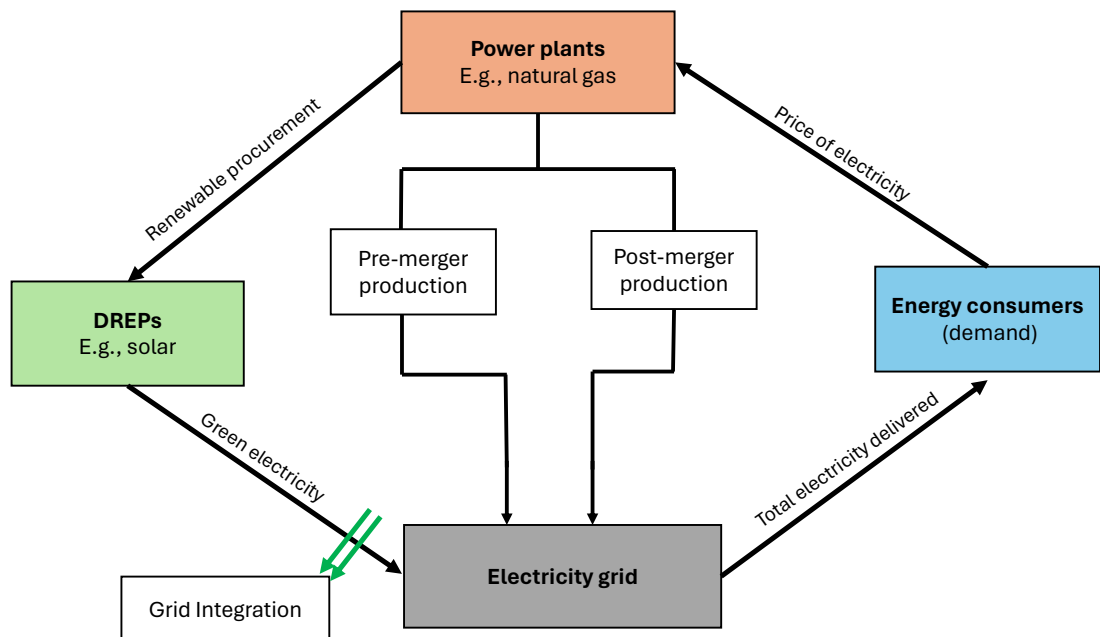 Power plants
E.g., natural gas
Renewable procurement
Price of electricity
Pre-merger
production
Post-merger
production
DREPs
E.g., solar
Energy consumers
(demand)
Green electricity
Total electricity delivered
Electricity grid
Grid Integration